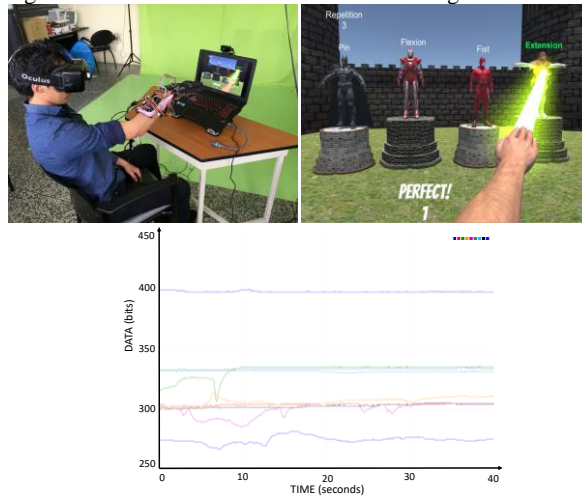 Oculus
Repetition
3
Pin
Flexion
Fist
Extension
PERFECT!
1
450
400
350
300
250
DATA (bits)
0
10
20
30
40
TIME (seconds)